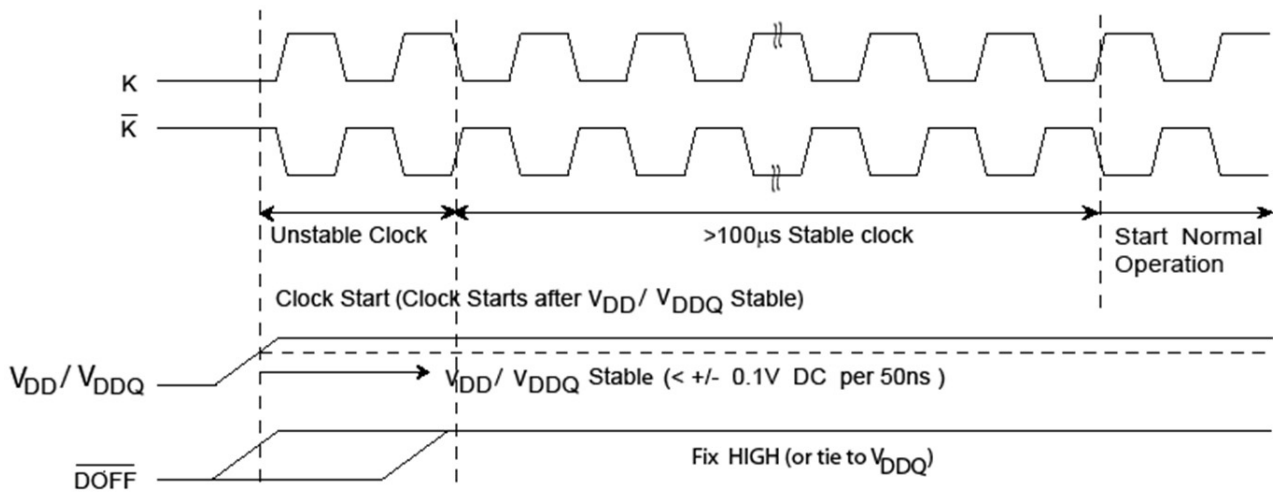 K
K̅
Unstable Clock
>100μs Stable clock
Start Normal
Operation
Clock Start (Clock Starts after VDD/ VDDQ Stable)
VDD/ VDDQ
VDD/ VDDQ Stable (< +/- 0.1V DC per 50ns )
D̅O̅F̅F̅
Fix HIGH (or tie to VDDQ)